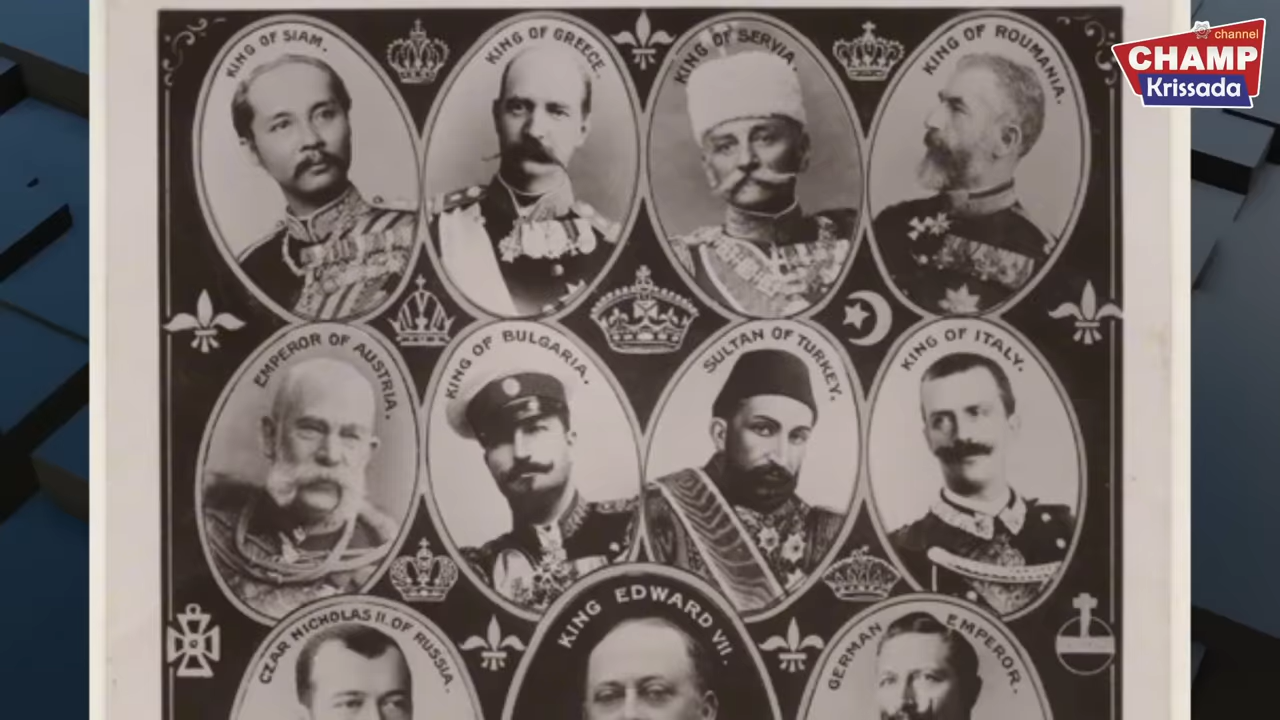 channel
CHAMP
Krissada
KING OF SIAM.
KING OF GREECE.
KING OF SERVIA.
KING OF ROUMANIA.
EMPEROR OF AUSTRIA.
KING OF BULGARIA.
SULTAN OF TURKEY.
KING OF ITALY.
CZAR NICHOLAS II. OF RUSSIA.
KING EDWARD VII.
GERMAN EMPEROR.